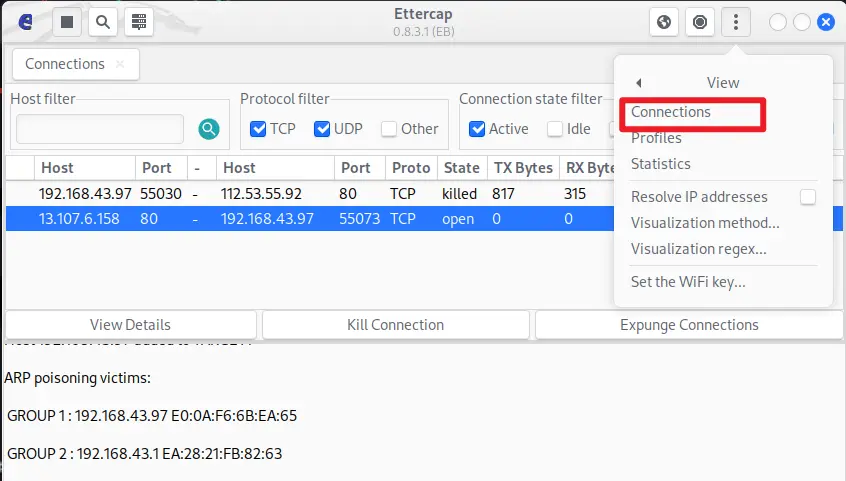 Ettercap
0.8.3.1 (EB)
Connections ×
View
Host filter
Protocol filter
Connection state filter
TCP UDP Other
Active Idle
Connections
Profiles
Statistics
Resolve IP addresses
Visualization method...
Visualization regex...
Set the WiFi key...
Host Port - Host Port Proto State TX Bytes RX Byte
192.168.43.97 55030 - 112.53.55.92 80 TCP killed 817 315
13.107.6.158 80 - 192.168.43.97 55073 TCP open 0 0
View Details Kill Connection Expunge Connections
ARP poisoning victims:
GROUP 1 : 192.168.43.97 E0:0A:F6:6B:EA:65
GROUP 2 : 192.168.43.1 EA:28:21:FB:82:63